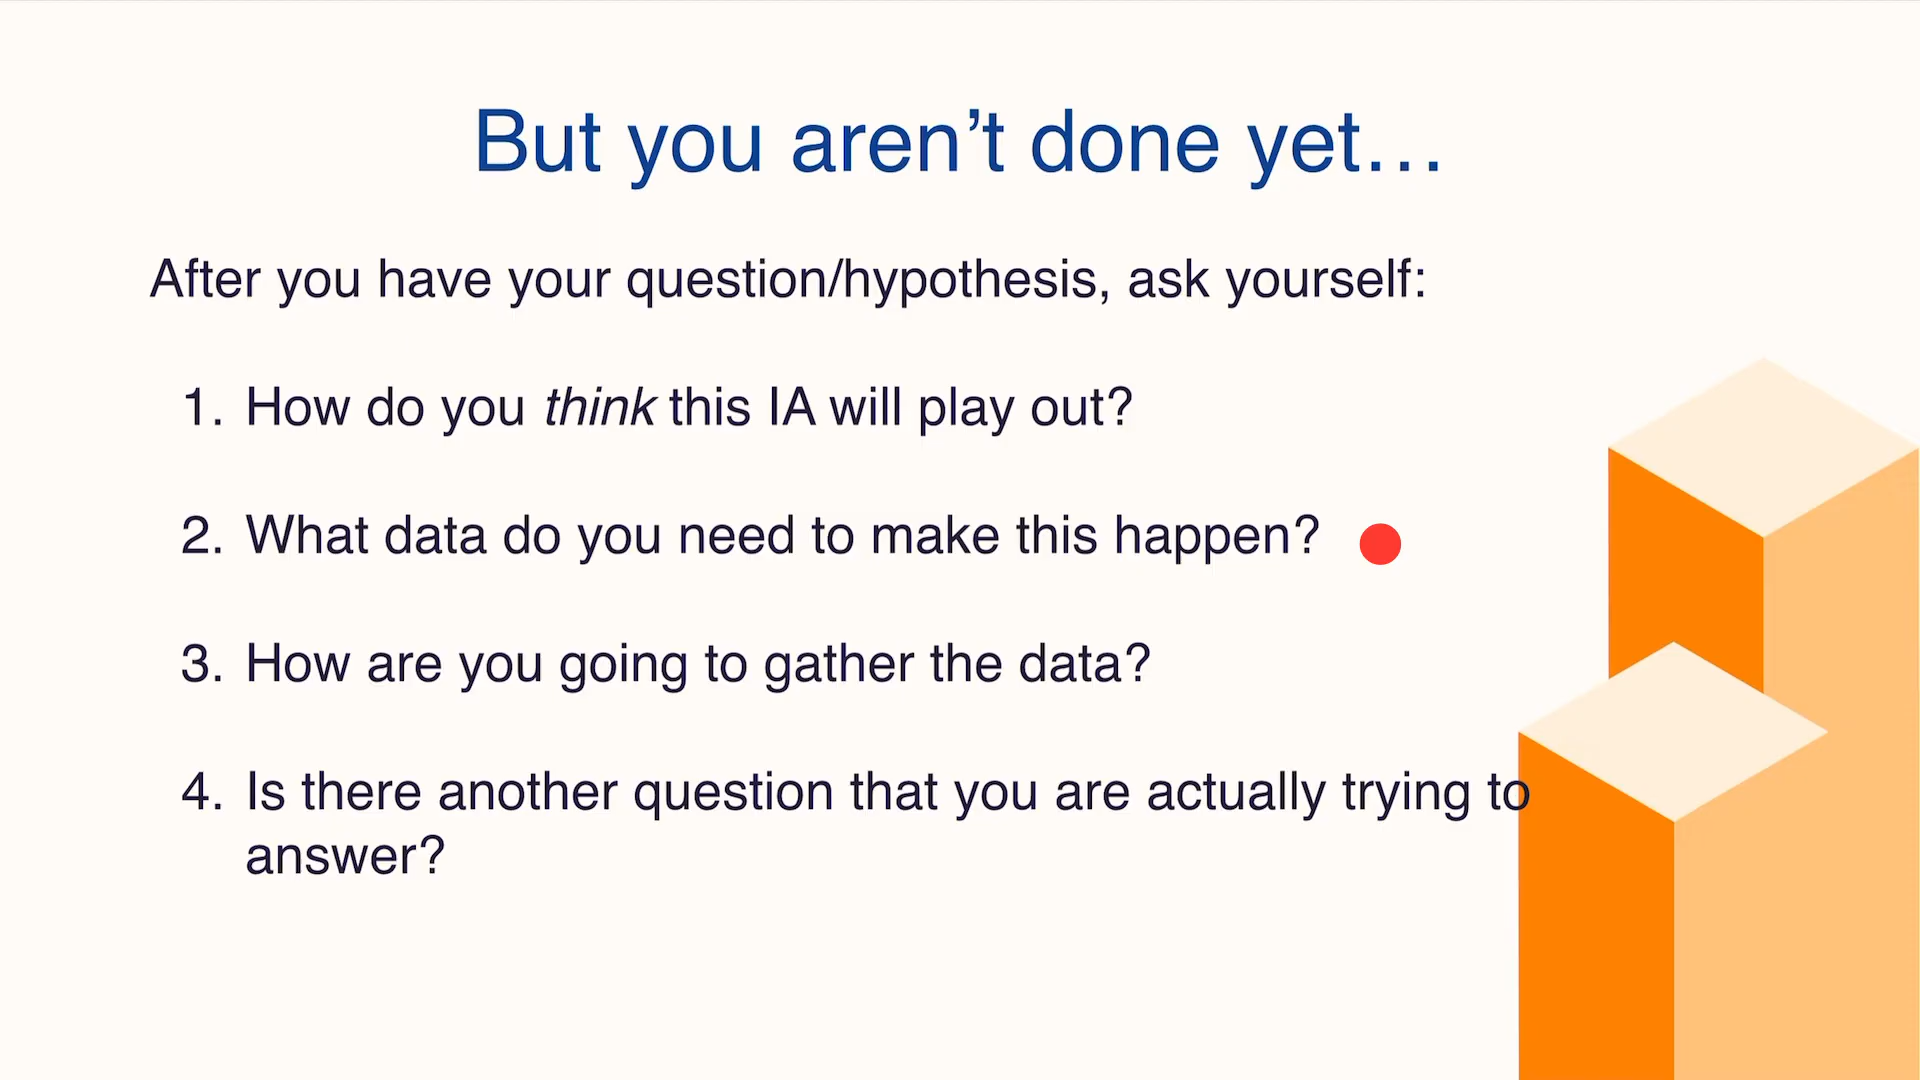 But you aren’t done yet…
After you have your question/hypothesis, ask yourself:
1. How do you think this IA will play out?
2. What data do you need to make this happen?
3. How are you going to gather the data?
4. Is there another question that you are actually trying to
answer?